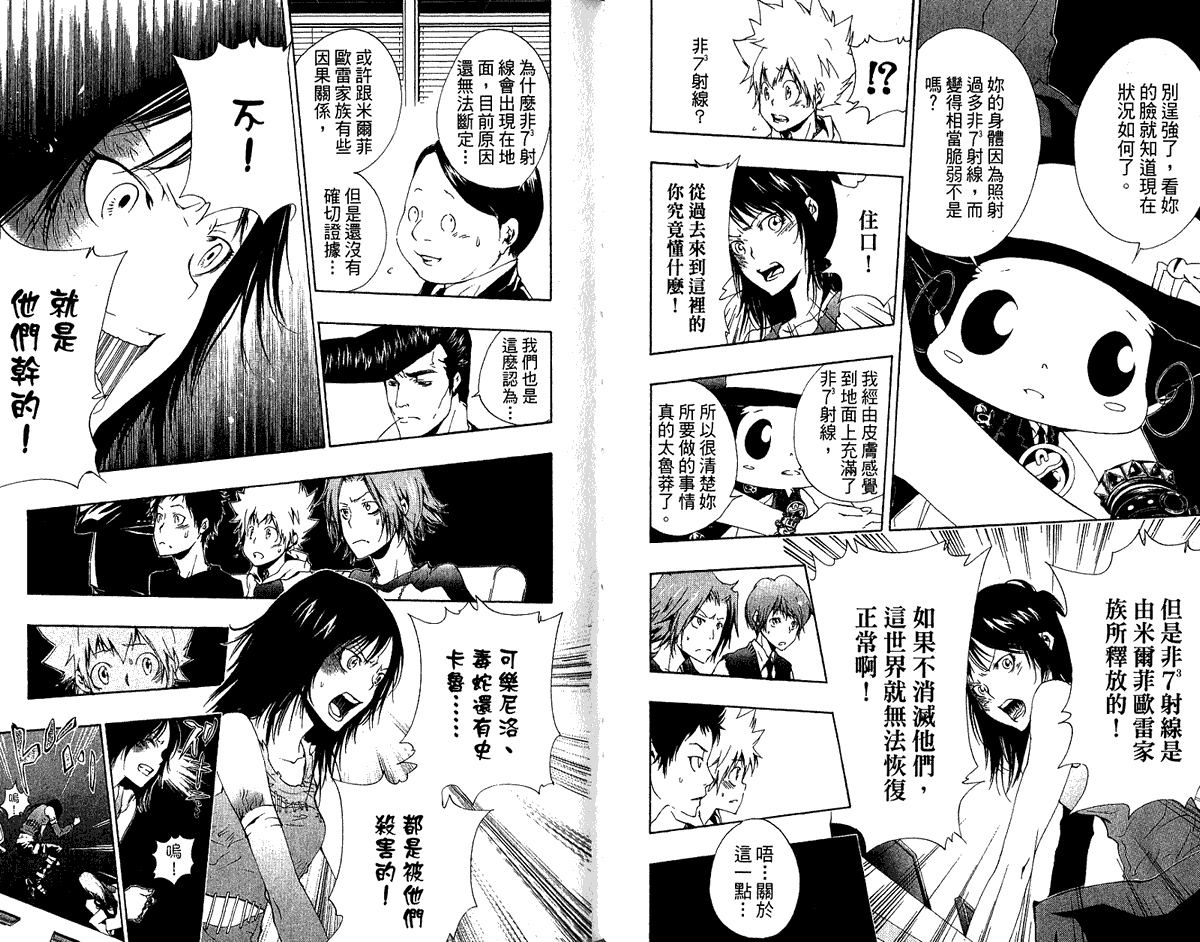 別逞強了，看妳
的臉就知道現在
狀況如何了。
妳的身體因為照射
過多非7³射線，而
變得相當脆弱不是
嗎？
!?
非7³射線？
住口！
從過去來到這裡的
你究竟懂什麼！
我經由皮膚感覺
到地面上充滿了
非7³射線，
所以很清楚妳
所要做的事情
真的太魯莽了。
但是非7³射線是
由米爾菲歐雷家
族所釋放的！
如果不消滅他們，
這世界就無法恢復
正常啊！
唔…關於
這一點…
為什麼非7³射
線會出現在地
面，目前原因
還無法斷定…
或許跟米爾菲
歐雷家族有些
因果關係，
但是還沒有
確切證據…
我們也是
這麼認為…
不！
就是
他們幹的！
可樂尼洛、
毒蛇還有史
卡魯……
都是被他們
殺害的！
嗚！
嗚！